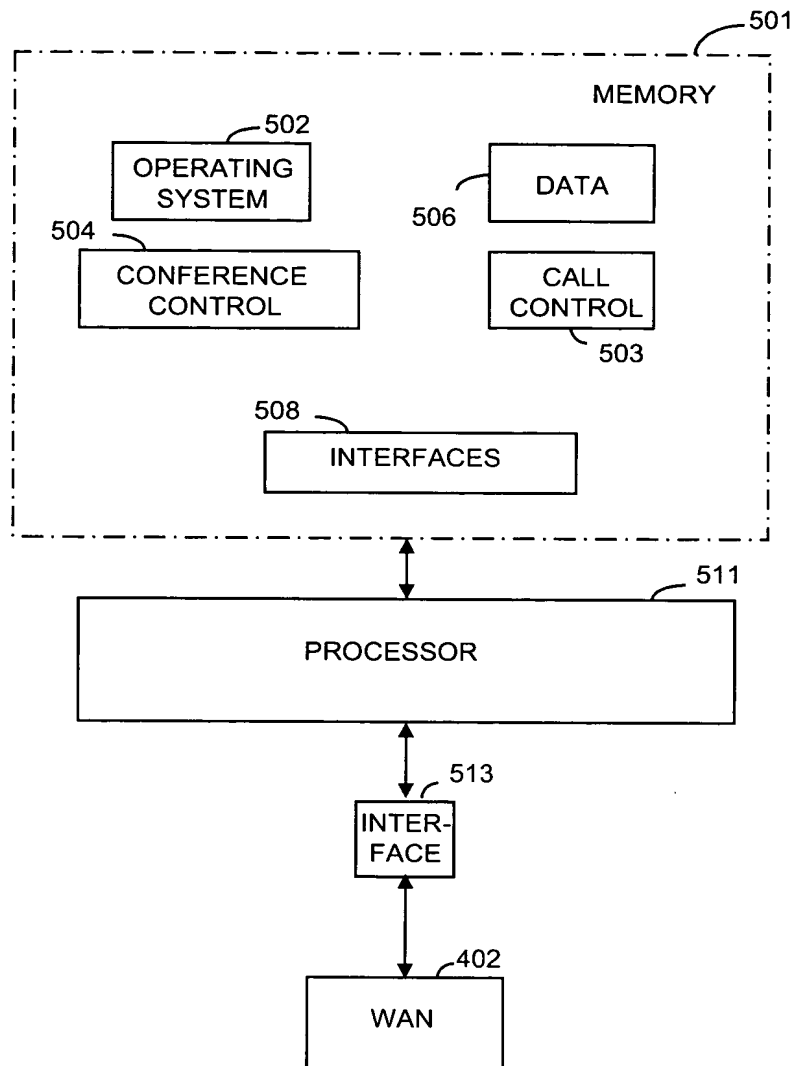 501
MEMORY
502
OPERATING
SYSTEM
DATA
506
504
CONFERENCE
CONTROL
CALL
CONTROL
503
508
INTERFACES
511
PROCESSOR
513
INTER-
FACE
402
WAN